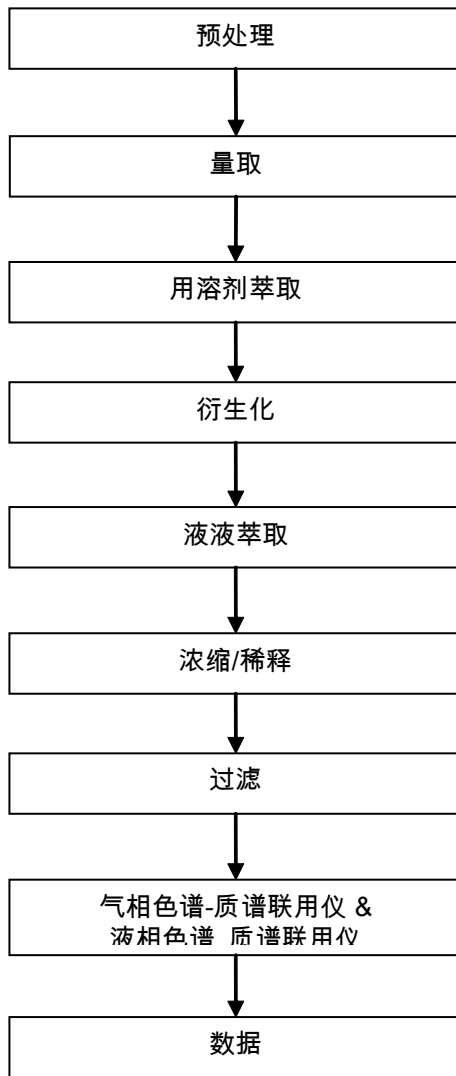 预处理
量取
用溶剂萃取
衍生化
液液萃取
浓缩/稀释
过滤
气相色谱-质谱联用仪 &
液相色谱 质谱联用仪
数据